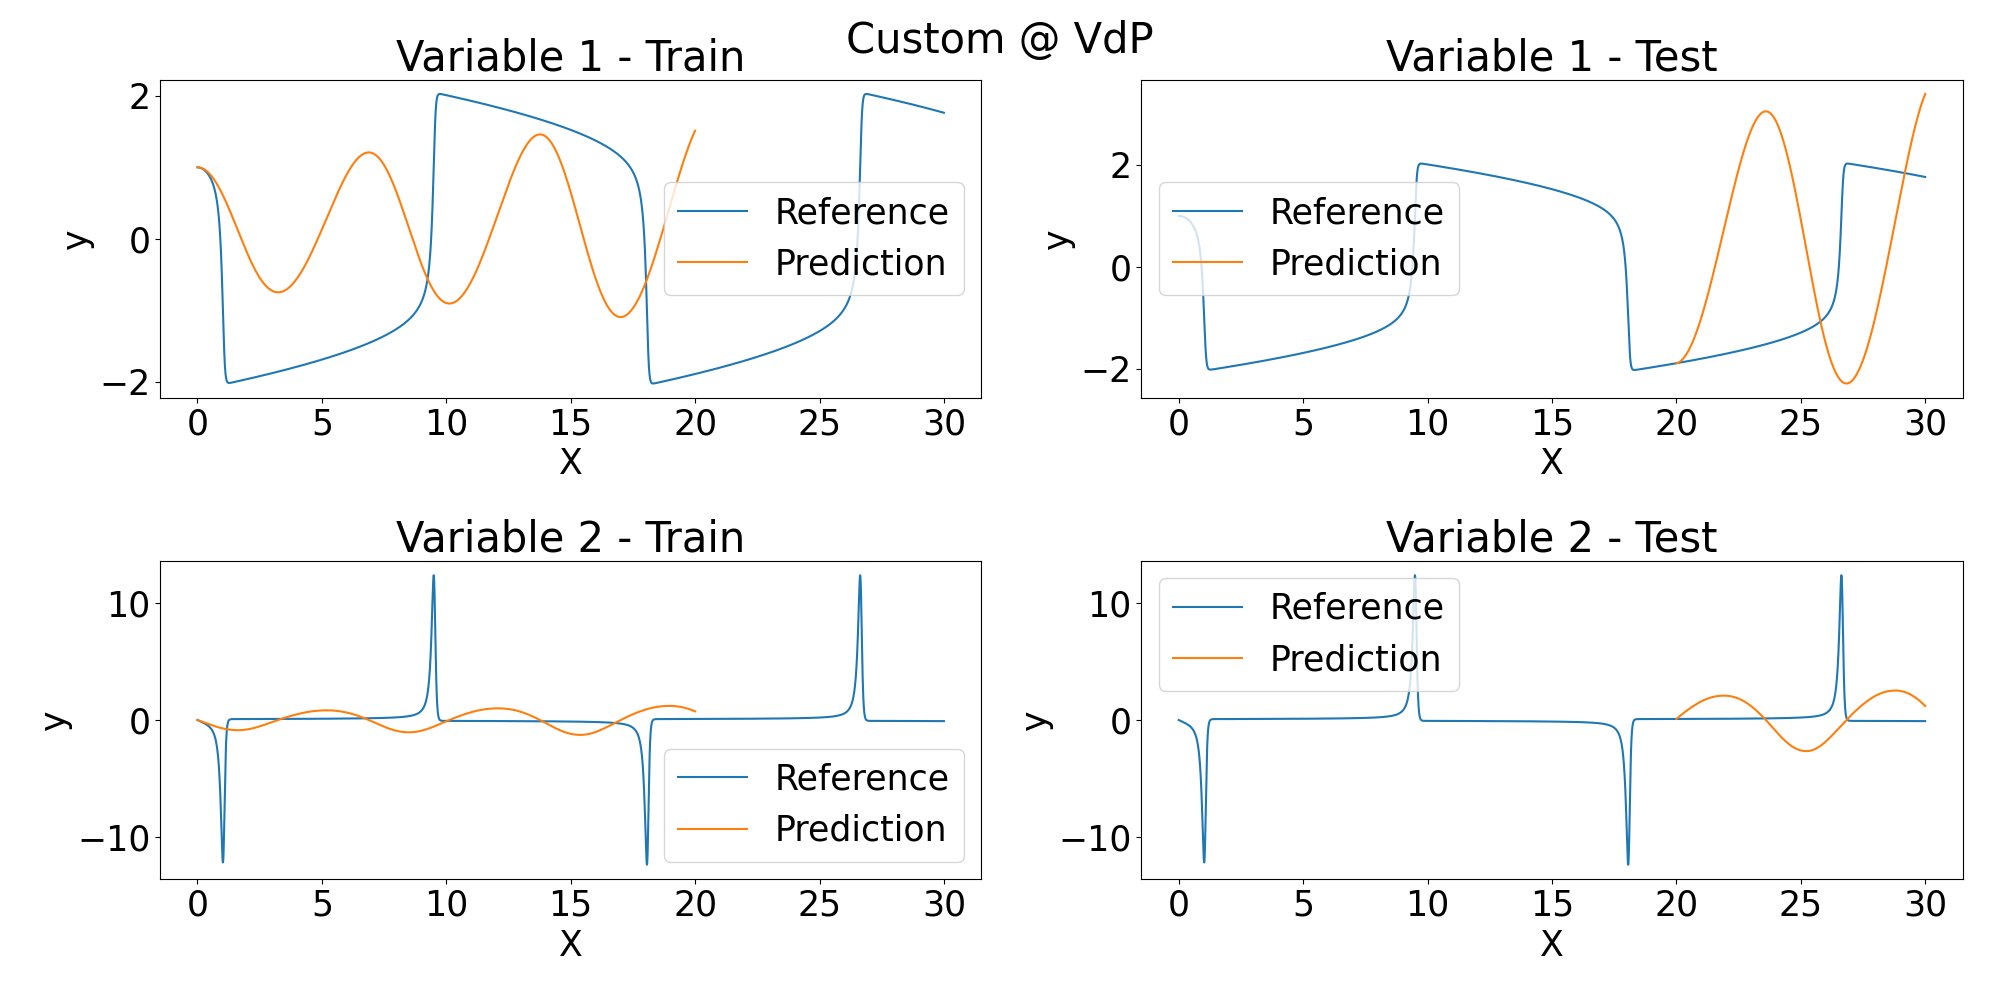 Custom @ VdP
Variable 1 - Train
2
0
−2
y
0 5 10 15 20 25 30
X
Reference
Prediction
Variable 1 - Test
2
0
−2
y
0 5 10 15 20 25 30
X
Reference
Prediction
Variable 2 - Train
10
0
−10
y
0 5 10 15 20 25 30
X
Reference
Prediction
Variable 2 - Test
10
0
−10
y
0 5 10 15 20 25 30
X
Reference
Prediction